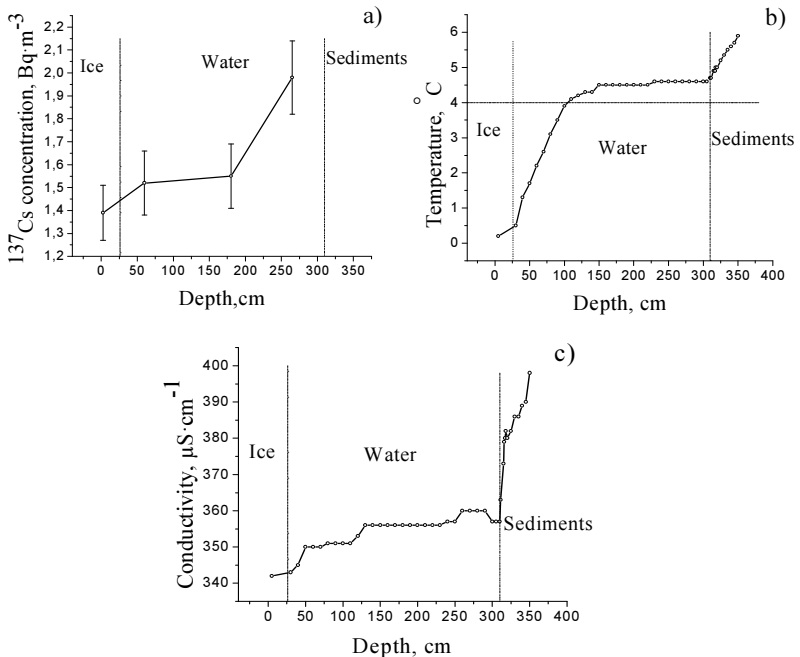 a)
¹³⁷Cs concentration, Bq·m⁻³
2,2
2,1
2,0
1,9
1,8
1,7
1,6
1,5
1,4
1,3
1,2
Ice
Water
Sediments
0 50 100 150 200 250 300 350
Depth,cm
b)
Temperature, °C
6
5
4
3
2
1
0
Ice
Water
Sediments
0 50 100 150 200 250 300 350 400
Depth, cm
c)
Conductivity, μS·cm⁻¹
400
390
380
370
360
350
340
Ice
Water
Sediments
0 50 100 150 200 250 300 350 400
Depth, cm